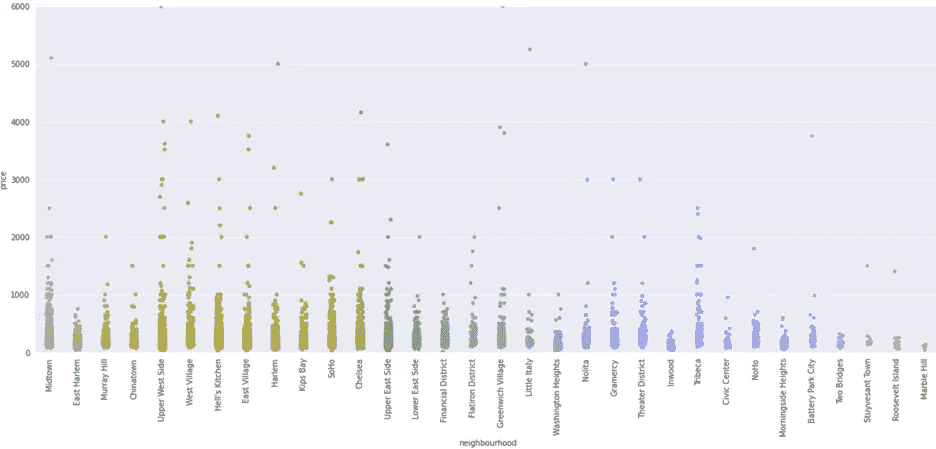 6000
5000
4000
3000
2000
1000
0
price
Midtown
East Harlem
Murray Hill
Chinatown
Upper West Side
West Village
Hell's Kitchen
East Village
Harlem
Kips Bay
SoHo
Chelsea
Upper East Side
Lower East Side
Financial District
Flatiron District
Greenwich Village
Little Italy
Washington Heights
Nolita
Gramercy
Theater District
Inwood
Tribeca
Civic Center
NoHo
Morningside Heights
Battery Park City
Two Bridges
Stuyvesant Town
Roosevelt Island
Marble Hill
neighbourhood